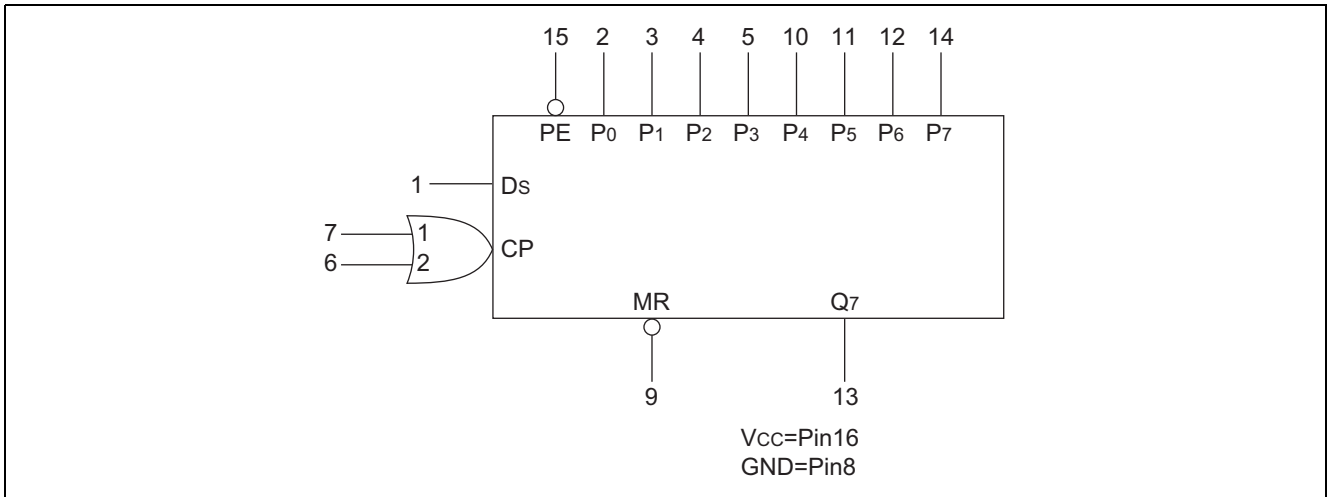 15 2 3 4 5 10 11 12 14
PE P0 P1 P2 P3 P4 P5 P6 P7
1 Ds
7 1 CP
6 2
MR Q7
9 13
VCC=Pin16
GND=Pin8